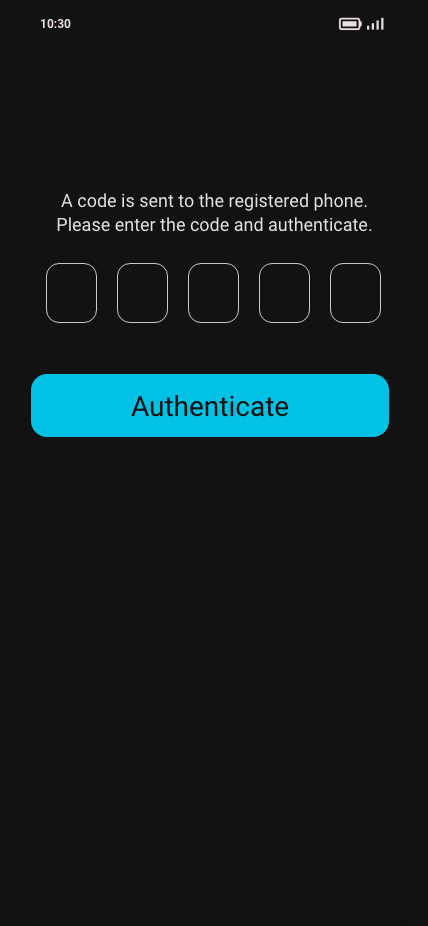 10:30
A code is sent to the registered phone.
Please enter the code and authenticate.
Authenticate